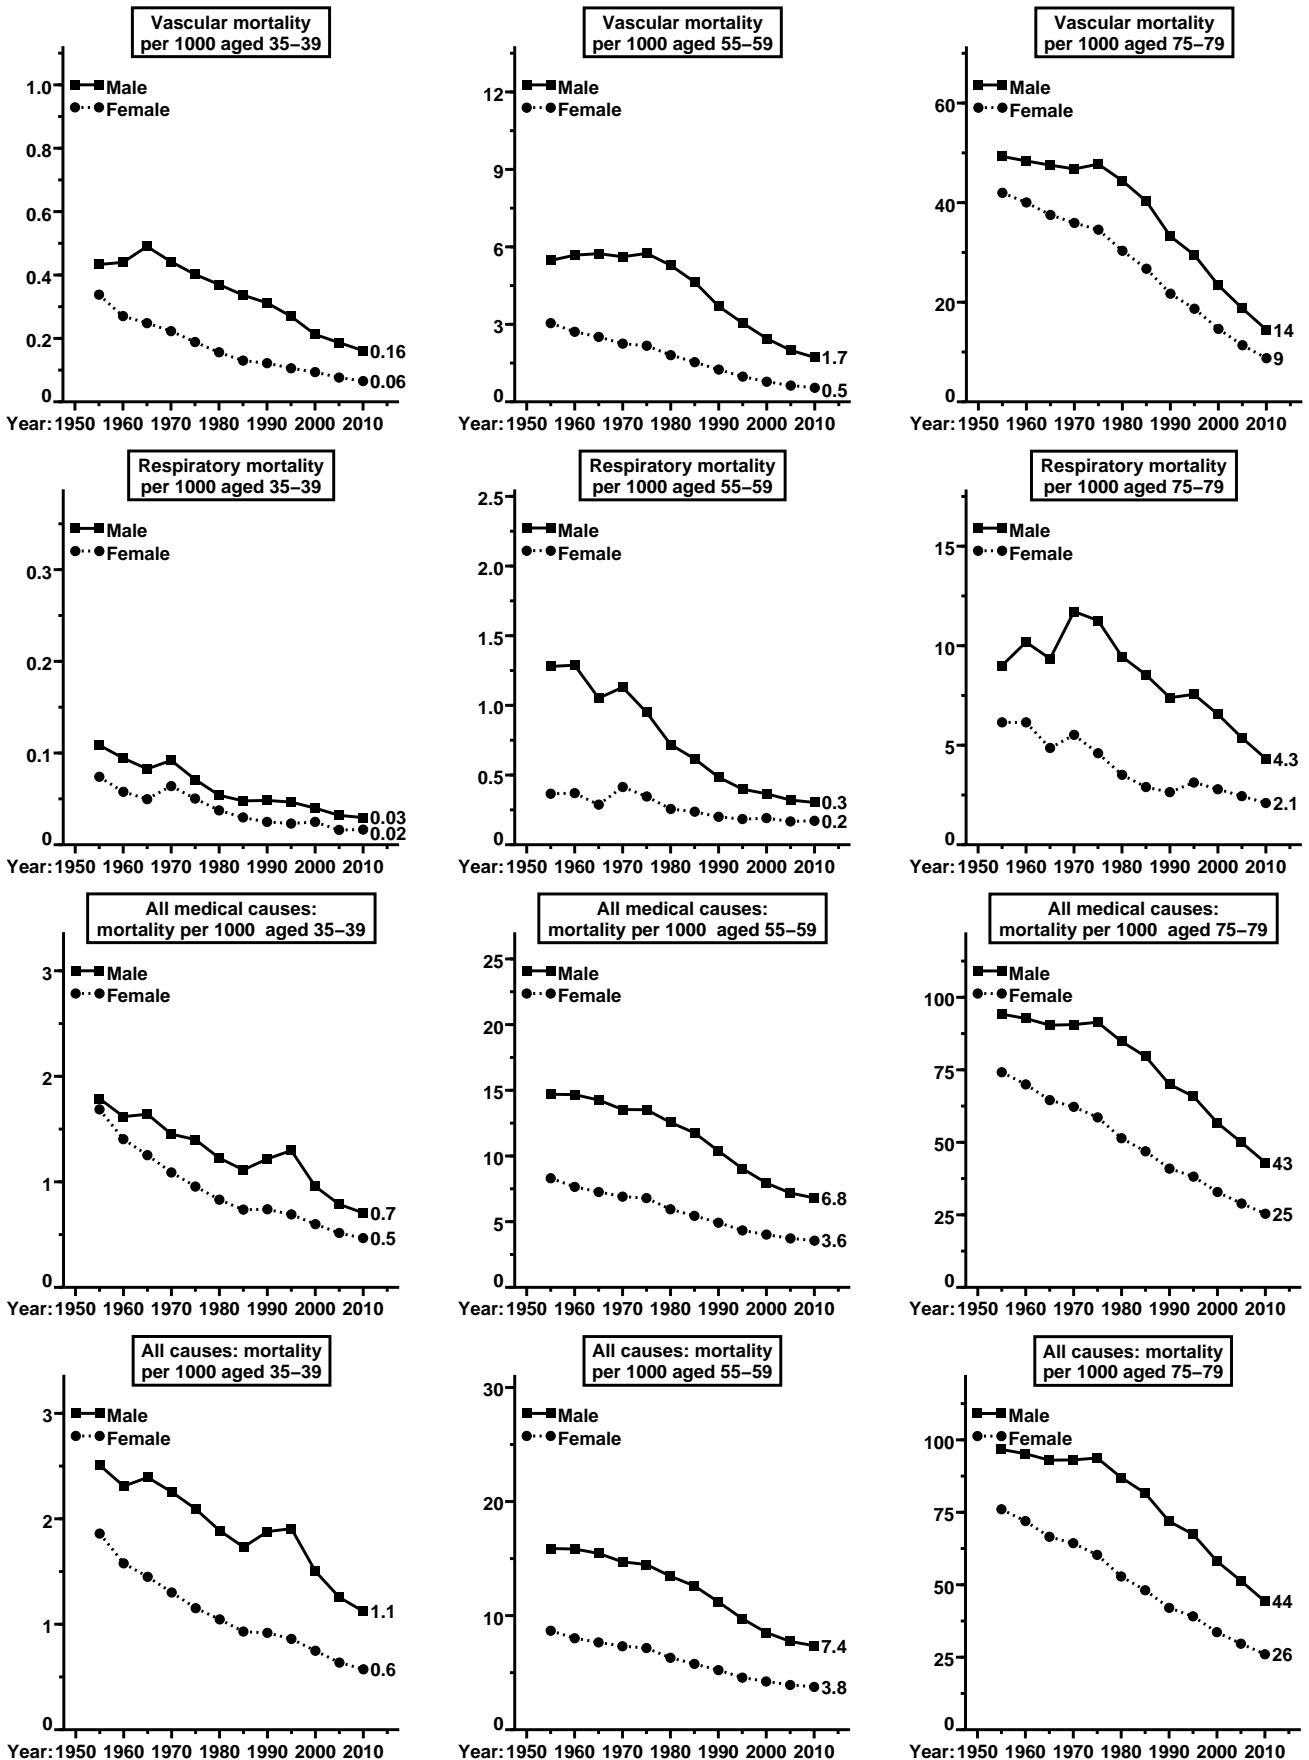 Vascular mortality
per 1000 aged 35–39
1.0
0.8
0.6
0.4
0.2
0
Male
Female
0.16
0.06
Year: 1950 1960 1970 1980 1990 2000 2010
Vascular mortality
per 1000 aged 55–59
12
9
6
3
0
Male
Female
1.7
0.5
1950 1960 1970 1980 1990 2000 2010
Year:
Vascular mortality
per 1000 aged 75–79
60
40
20
0
Male
Female
14
9
Year: 1950 1960 1970 1980 1990 2000 2010
Respiratory mortality
per 1000 aged 35–39
0.3
0.2
0.1
0
Male
Female
0.03
0.02
Year: 1950 1960 1970 1980 1990 2000 2010
Respiratory mortality
per 1000 aged 55–59
2.5
2.0
1.5
1.0
0.5
0
Male
Female
0.3
0.2
Year: 1950 1960 1970 1980 1990 2000 2010
Respiratory mortality
per 1000 aged 75–79
15
10
5
0
Male
Female
4.3
2.1
Year: 1950 1960 1970 1980 1990 2000 2010
All medical causes:
mortality per 1000 aged 35–39
3
2
1
0
Male
Female
0.7
0.5
Year: 1950 1960 1970 1980 1990 2000 2010
All medical causes:
mortality per 1000 aged 55–59
25
20
15
10
5
0
Male
Female
6.8
3.6
Year: 1950 1960 1970 1980 1990 2000 2010
All medical causes:
mortality per 1000 aged 75–79
100
75
50
25
0
Male
Female
43
25
Year: 1950 1960 1970 1980 1990 2000 2010
All causes: mortality
per 1000 aged 35–39
3
2
1
0
Male
Female
1.1
0.6
Year: 1950 1960 1970 1980 1990 2000 2010
All causes: mortality
per 1000 aged 55–59
30
20
10
0
Male
Female
7.4
3.8
Year: 1950 1960 1970 1980 1990 2000 2010
All causes: mortality
per 1000 aged 75–79
100
75
50
25
0
Male
Female
44
26
Year: 1950 1960 1970 1980 1990 2000 2010